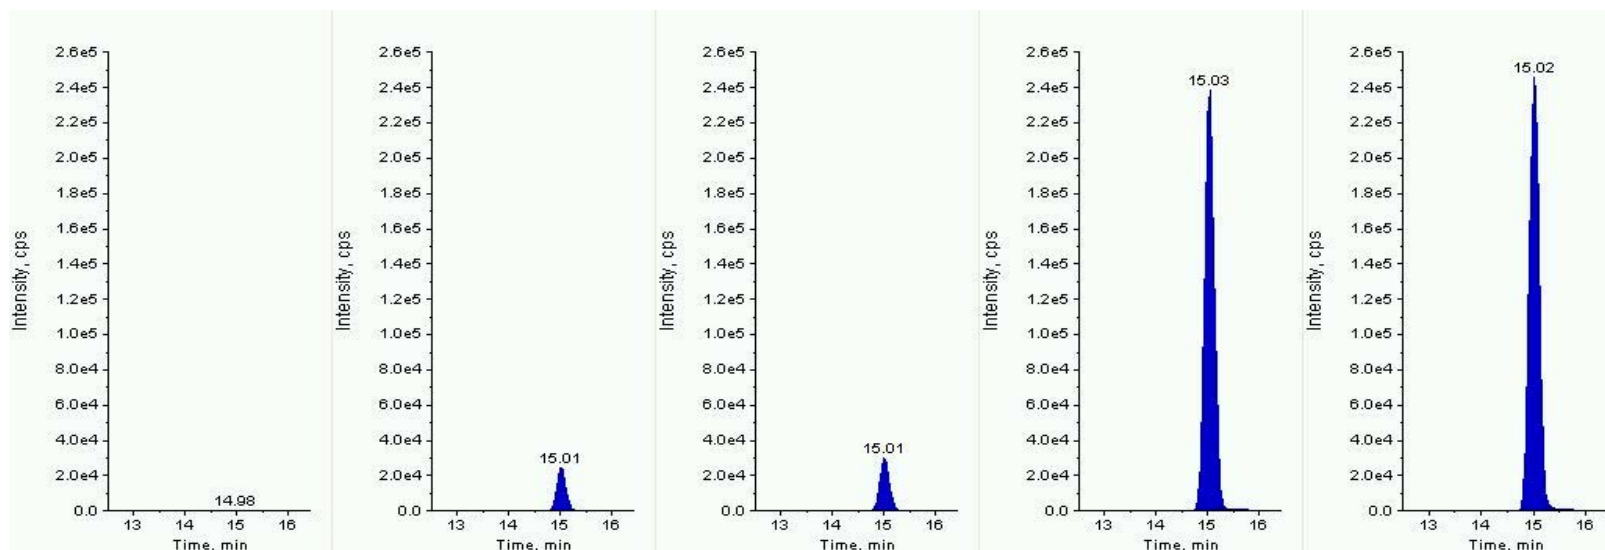 Intensity, cps
2.6e5
2.4e5
2.2e5
2.0e5
1.8e5
1.6e5
1.4e5
1.2e5
1.0e5
8.0e4
6.0e4
4.0e4
2.0e4
0.0
14.98
13 14 15 16
Time, min
Intensity, cps
2.6e5
2.4e5
2.2e5
2.0e5
1.8e5
1.6e5
1.4e5
1.2e5
1.0e5
8.0e4
6.0e4
4.0e4
2.0e4
0.0
15.01
13 14 15 16
Time, min
Intensity, cps
2.6e5
2.4e5
2.2e5
2.0e5
1.8e5
1.6e5
1.4e5
1.2e5
1.0e5
8.0e4
6.0e4
4.0e4
2.0e4
0.0
15.01
13 14 15 16
Time, min
Intensity, cps
2.6e5
2.4e5
2.2e5
2.0e5
1.8e5
1.6e5
1.4e5
1.2e5
1.0e5
8.0e4
6.0e4
4.0e4
2.0e4
0.0
15.03
13 14 15 16
Time, min
Intensity, cps
2.6e5
2.4e5
2.2e5
2.0e5
1.8e5
1.6e5
1.4e5
1.2e5
1.0e5
8.0e4
6.0e4
4.0e4
2.0e4
0.0
15.02
13 14 15 16
Time, min